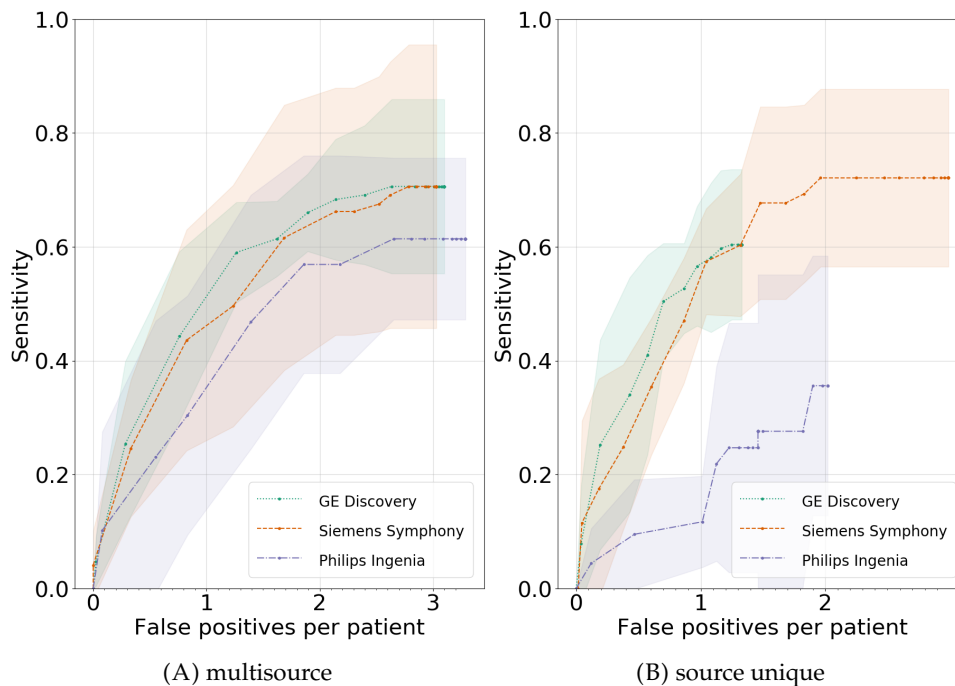 1.0
0.8
0.6
0.4
0.2
0.0
Sensitivity
0 1 2 3
False positives per patient
GE Discovery
Siemens Symphony
Philips Ingenia
(A) multisource
1.0
0.8
0.6
0.4
0.2
0.0
Sensitivity
0 1 2
False positives per patient
GE Discovery
Siemens Symphony
Philips Ingenia
(B) source unique